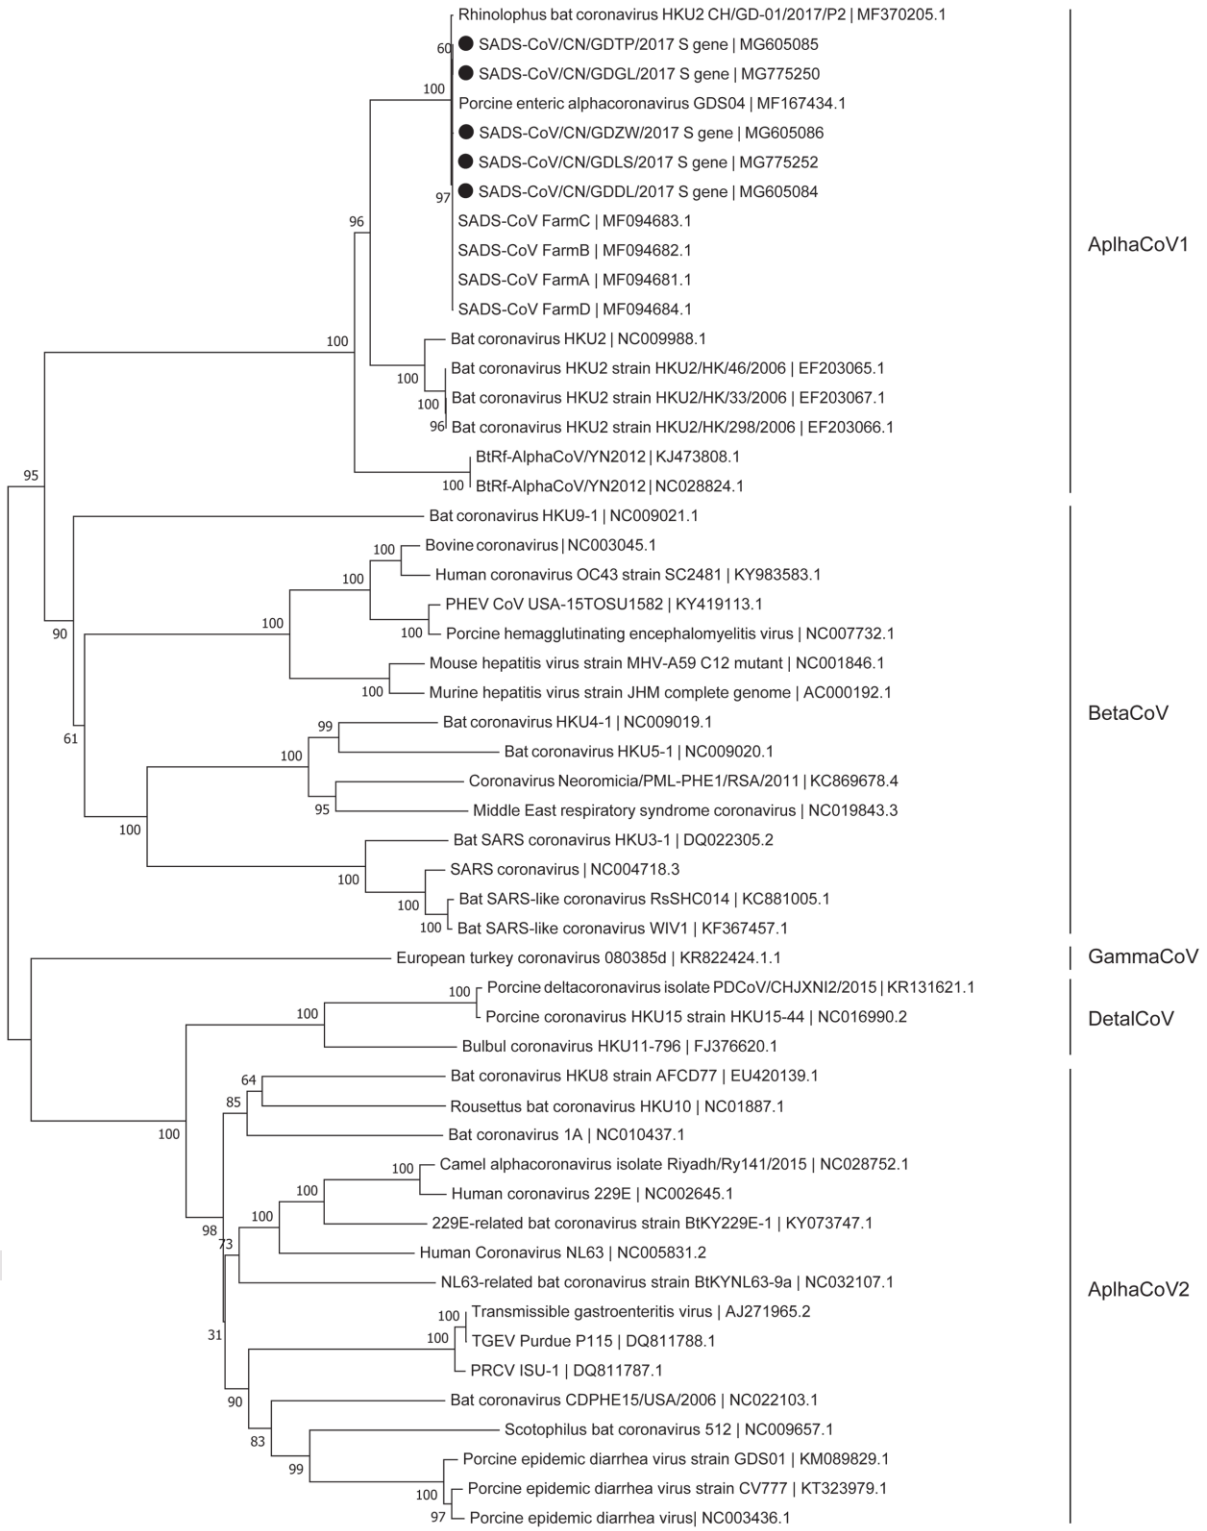 Rhinolophus bat coronavirus HKU2 CH/GD-01/2017/P2 | MF370205.1
60
SADS-CoV/CN/GDTP/2017 S gene | MG605085
SADS-CoV/CN/GDGL/2017 S gene | MG775250
100
Porcine enteric alphacoronavirus GDS04 | MF167434.1
SADS-CoV/CN/GDZW/2017 S gene | MG605086
SADS-CoV/CN/GDLS/2017 S gene | MG775252
97
SADS-CoV/CN/GDDL/2017 S gene | MG605084
96
SADS-CoV FarmC | MF094683.1
AplhaCoV1
SADS-CoV FarmB | MF094682.1
SADS-CoV FarmA | MF094681.1
SADS-CoV FarmD | MF094684.1
100
Bat coronavirus HKU2 | NC009988.1
100
Bat coronavirus HKU2 strain HKU2/HK/46/2006 | EF203065.1
100
Bat coronavirus HKU2 strain HKU2/HK/33/2006 | EF203067.1
96
Bat coronavirus HKU2 strain HKU2/HK/298/2006 | EF203066.1
BtRf-AlphaCoV/YN2012 | KJ473808.1
95
100
BtRf-AlphaCoV/YN2012 | NC028824.1
Bat coronavirus HKU9-1 | NC009021.1
100
Bovine coronavirus | NC003045.1
100
Human coronavirus OC43 strain SC2481 | KY983583.1
PHEV CoV USA-15TOSU1582 | KY419113.1
90
100
100
Porcine hemagglutinating encephalomyelitis virus | NC007732.1
Mouse hepatitis virus strain MHV-A59 C12 mutant | NC001846.1
100
Murine hepatitis virus strain JHM complete genome | AC000192.1
BetaCoV
99
Bat coronavirus HKU4-1 | NC009019.1
61
100
Bat coronavirus HKU5-1 | NC009020.1
Coronavirus Neoromicia/PML-PHE1/RSA/2011 | KC869678.4
95
Middle East respiratory syndrome coronavirus | NC019843.3
100
Bat SARS coronavirus HKU3-1 | DQ022305.2
100
SARS coronavirus | NC004718.3
100
Bat SARS-like coronavirus RsSHC014 | KC881005.1
100
Bat SARS-like coronavirus WIV1 | KF367457.1
European turkey coronavirus 080385d | KR822424.1.1
GammaCoV
100
Porcine deltacoronavirus isolate PDCoV/CHJXNI2/2015 | KR131621.1
100
Porcine coronavirus HKU15 strain HKU15-44 | NC016990.2
DetalCoV
Bulbul coronavirus HKU11-796 | FJ376620.1
64
Bat coronavirus HKU8 strain AFCD77 | EU420139.1
85
Rousettus bat coronavirus HKU10 | NC01887.1
100
Bat coronavirus 1A | NC010437.1
100
Camel alphacoronavirus isolate Riyadh/Ry141/2015 | NC028752.1
100
Human coronavirus 229E | NC002645.1
100
229E-related bat coronavirus strain BtKY229E-1 | KY073747.1
98
73
Human Coronavirus NL63 | NC005831.2
NL63-related bat coronavirus strain BtKYNL63-9a | NC032107.1
AplhaCoV2
100
Transmissible gastroenteritis virus | AJ271965.2
31
100
TGEV Purdue P115 | DQ811788.1
PRCV ISU-1 | DQ811787.1
90
Bat coronavirus CDPHE15/USA/2006 | NC022103.1
83
Scotophilus bat coronavirus 512 | NC009657.1
99
Porcine epidemic diarrhea virus strain GDS01 | KM089829.1
100
Porcine epidemic diarrhea virus strain CV777 | KT323979.1
97
Porcine epidemic diarrhea virus| NC003436.1